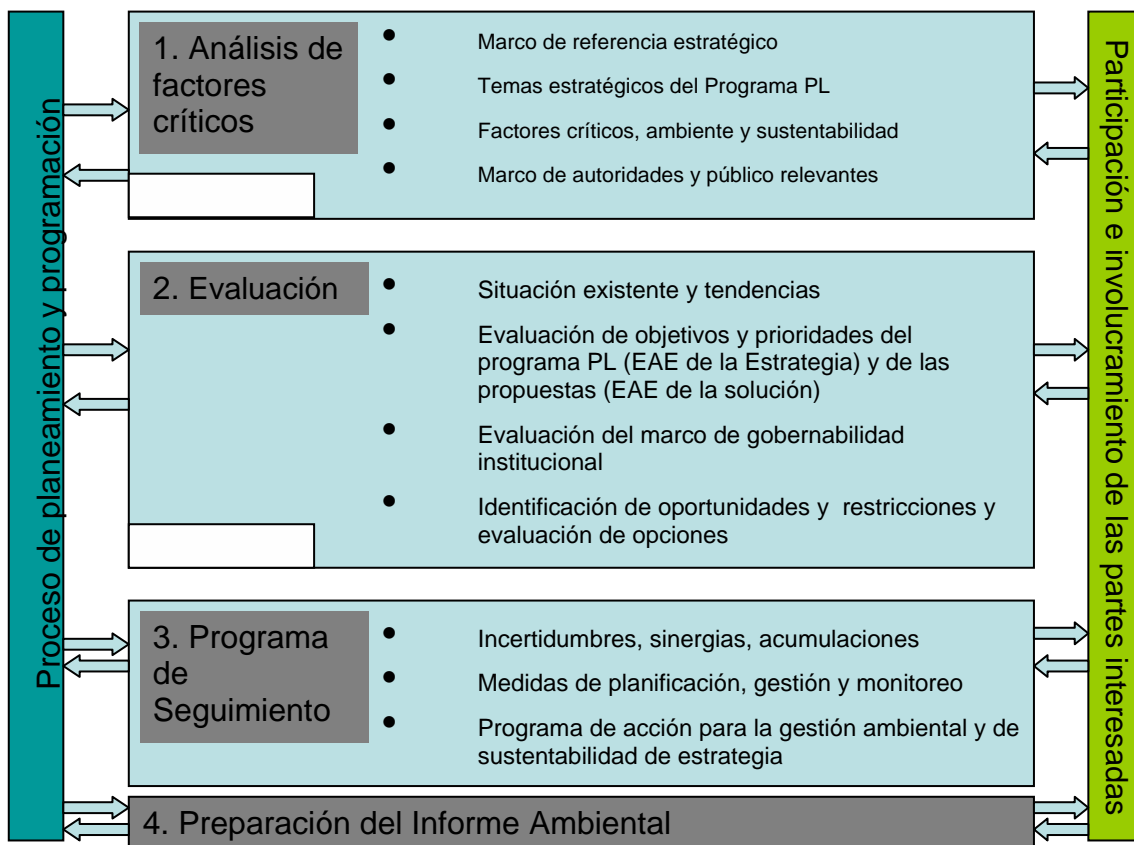 Proceso de planeamiento y programación
1. Análisis de
factores
críticos
• Marco de referencia estratégico
• Temas estratégicos del Programa PL
• Factores críticos, ambiente y sustentabilidad
• Marco de autoridades y público relevantes
2. Evaluación
• Situación existente y tendencias
• Evaluación de objetivos y prioridades del
programa PL (EAE de la Estrategia) y de las
propuestas (EAE de la solución)
• Evaluación del marco de gobernabilidad
institucional
• Identificación de oportunidades y restricciones y
evaluación de opciones
3. Programa
de
Seguimiento
• Incertidumbres, sinergias, acumulaciones
• Medidas de planificación, gestión y monitoreo
• Programa de acción para la gestión ambiental y de
sustentabilidad de estrategia
4. Preparación del Informe Ambiental
Participación e involucramiento de las partes interesadas